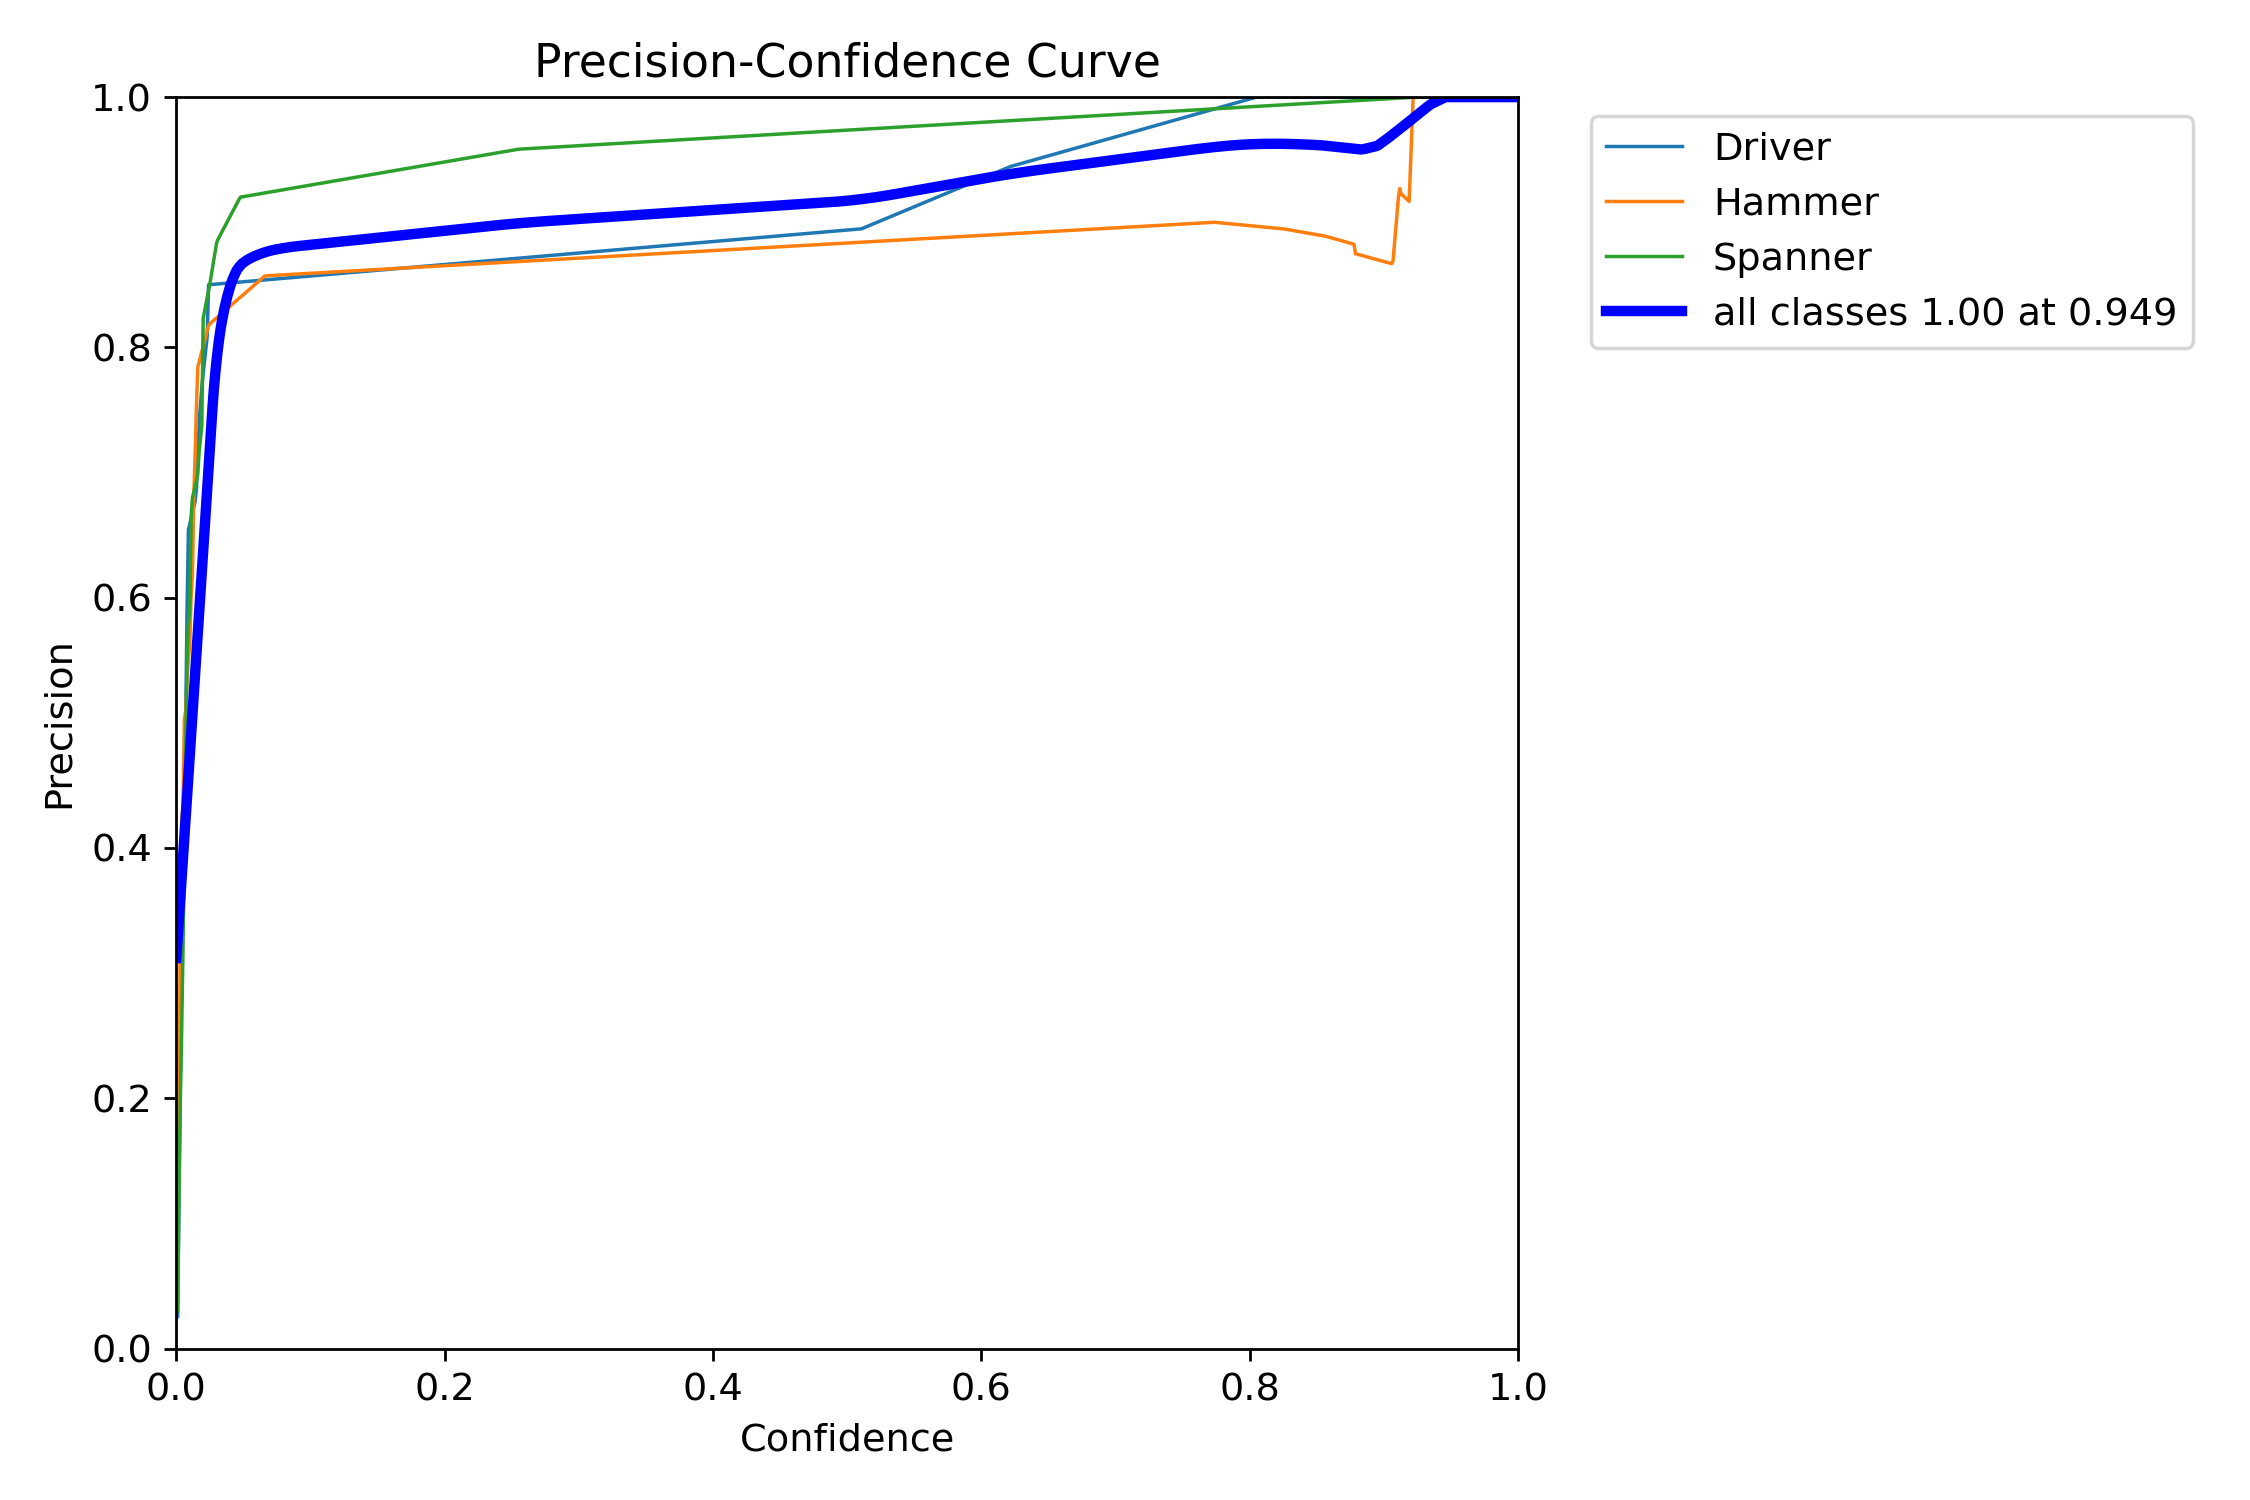 Precision-Confidence Curve
1.0
0.8
0.6
0.4
0.2
0.0
Precision
0.0 0.2 0.4 0.6 0.8 1.0
Confidence
Driver
Hammer
Spanner
all classes 1.00 at 0.949